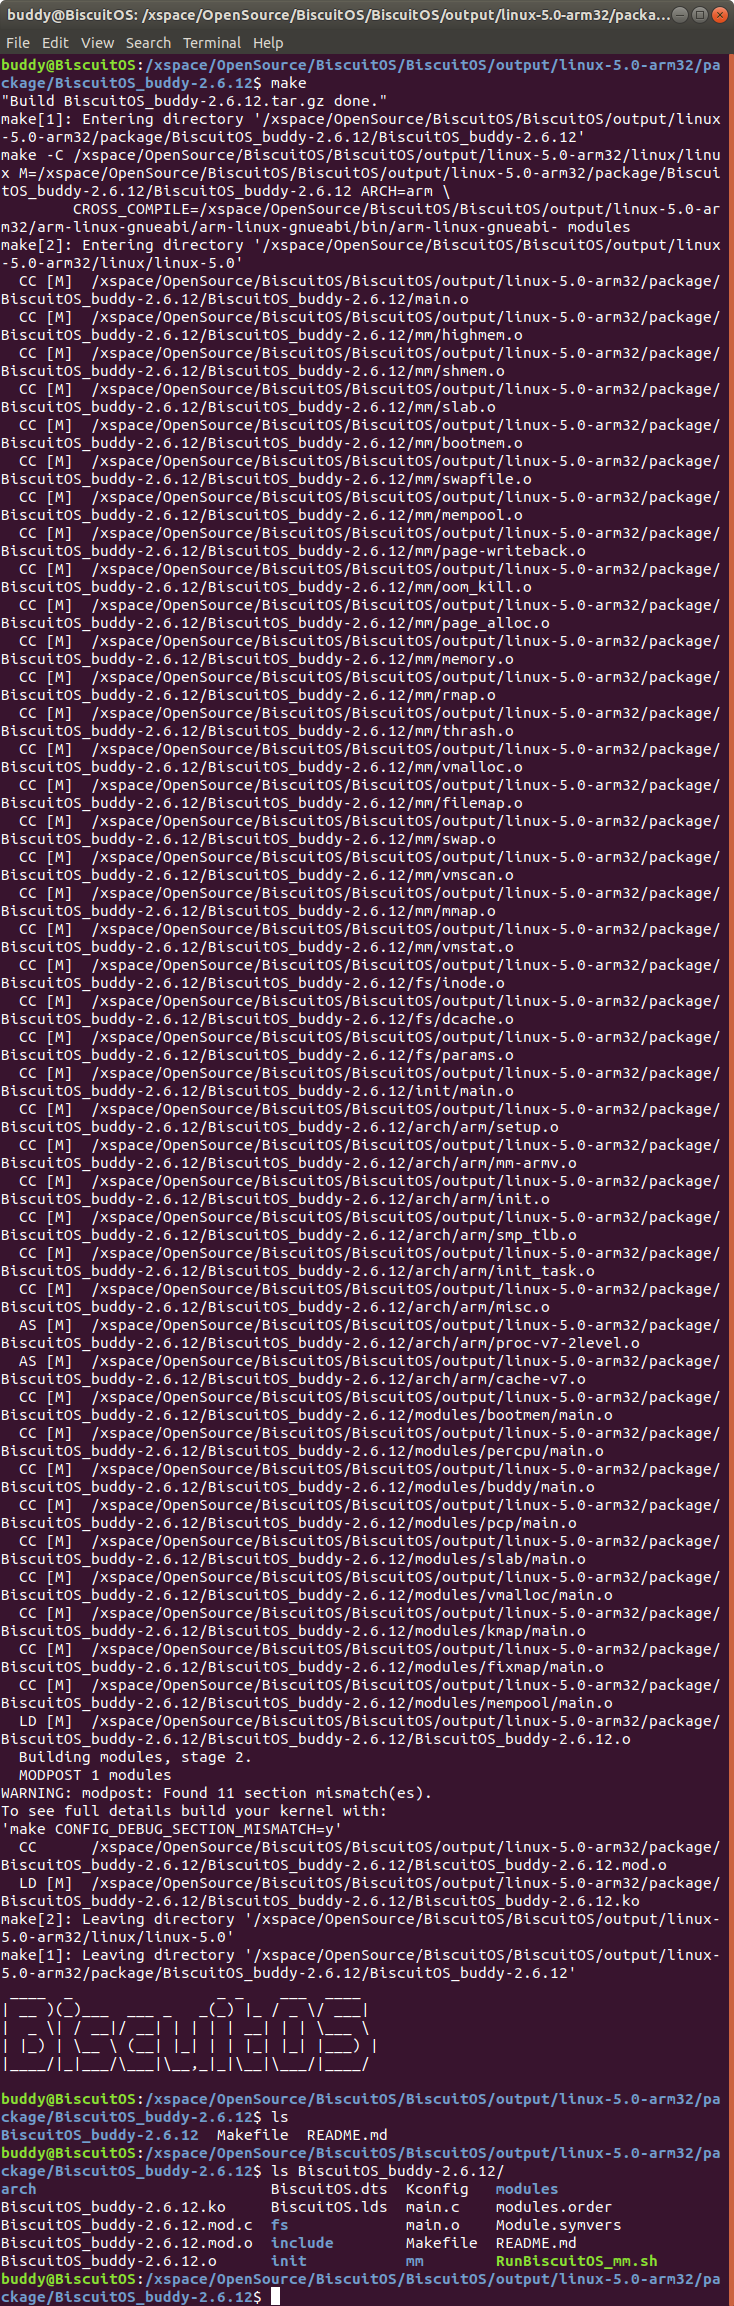 buddy@BiscuitOS: /xspace/OpenSource/BiscuitOS/BiscuitOS/output/linux-5.0-arm32/packa...
File Edit View Search Terminal Help
buddy@BiscuitOS:/xspace/OpenSource/BiscuitOS/BiscuitOS/output/linux-5.0-arm32/pa
ckage/BiscuitOS_buddy-2.6.12$ make
"Build BiscuitOS_buddy-2.6.12.tar.gz done."
make[1]: Entering directory '/xspace/OpenSource/BiscuitOS/BiscuitOS/output/linux
-5.0-arm32/package/BiscuitOS_buddy-2.6.12/BiscuitOS_buddy-2.6.12'
make -C /xspace/OpenSource/BiscuitOS/BiscuitOS/output/linux-5.0-arm32/linux/linu
x M=/xspace/OpenSource/BiscuitOS/BiscuitOS/output/linux-5.0-arm32/package/Biscui
tOS_buddy-2.6.12/BiscuitOS_buddy-2.6.12 ARCH=arm \
        CROSS_COMPILE=/xspace/OpenSource/BiscuitOS/BiscuitOS/output/linux-5.0-ar
m32/arm-linux-gnueabi/arm-linux-gnueabi/bin/arm-linux-gnueabi- modules
make[2]: Entering directory '/xspace/OpenSource/BiscuitOS/BiscuitOS/output/linux
-5.0-arm32/linux/linux-5.0'
  CC [M]  /xspace/OpenSource/BiscuitOS/BiscuitOS/output/linux-5.0-arm32/package/
BiscuitOS_buddy-2.6.12/BiscuitOS_buddy-2.6.12/main.o
  CC [M]  /xspace/OpenSource/BiscuitOS/BiscuitOS/output/linux-5.0-arm32/package/
BiscuitOS_buddy-2.6.12/BiscuitOS_buddy-2.6.12/mm/highmem.o
  CC [M]  /xspace/OpenSource/BiscuitOS/BiscuitOS/output/linux-5.0-arm32/package/
BiscuitOS_buddy-2.6.12/BiscuitOS_buddy-2.6.12/mm/shmem.o
  CC [M]  /xspace/OpenSource/BiscuitOS/BiscuitOS/output/linux-5.0-arm32/package/
BiscuitOS_buddy-2.6.12/BiscuitOS_buddy-2.6.12/mm/slab.o
  CC [M]  /xspace/OpenSource/BiscuitOS/BiscuitOS/output/linux-5.0-arm32/package/
BiscuitOS_buddy-2.6.12/BiscuitOS_buddy-2.6.12/mm/bootmem.o
  CC [M]  /xspace/OpenSource/BiscuitOS/BiscuitOS/output/linux-5.0-arm32/package/
BiscuitOS_buddy-2.6.12/BiscuitOS_buddy-2.6.12/mm/swapfile.o
  CC [M]  /xspace/OpenSource/BiscuitOS/BiscuitOS/output/linux-5.0-arm32/package/
BiscuitOS_buddy-2.6.12/BiscuitOS_buddy-2.6.12/mm/mempool.o
  CC [M]  /xspace/OpenSource/BiscuitOS/BiscuitOS/output/linux-5.0-arm32/package/
BiscuitOS_buddy-2.6.12/BiscuitOS_buddy-2.6.12/mm/page-writeback.o
  CC [M]  /xspace/OpenSource/BiscuitOS/BiscuitOS/output/linux-5.0-arm32/package/
BiscuitOS_buddy-2.6.12/BiscuitOS_buddy-2.6.12/mm/oom_kill.o
  CC [M]  /xspace/OpenSource/BiscuitOS/BiscuitOS/output/linux-5.0-arm32/package/
BiscuitOS_buddy-2.6.12/BiscuitOS_buddy-2.6.12/mm/page_alloc.o
  CC [M]  /xspace/OpenSource/BiscuitOS/BiscuitOS/output/linux-5.0-arm32/package/
BiscuitOS_buddy-2.6.12/BiscuitOS_buddy-2.6.12/mm/memory.o
  CC [M]  /xspace/OpenSource/BiscuitOS/BiscuitOS/output/linux-5.0-arm32/package/
BiscuitOS_buddy-2.6.12/BiscuitOS_buddy-2.6.12/mm/rmap.o
  CC [M]  /xspace/OpenSource/BiscuitOS/BiscuitOS/output/linux-5.0-arm32/package/
BiscuitOS_buddy-2.6.12/BiscuitOS_buddy-2.6.12/mm/thrash.o
  CC [M]  /xspace/OpenSource/BiscuitOS/BiscuitOS/output/linux-5.0-arm32/package/
BiscuitOS_buddy-2.6.12/BiscuitOS_buddy-2.6.12/mm/vmalloc.o
  CC [M]  /xspace/OpenSource/BiscuitOS/BiscuitOS/output/linux-5.0-arm32/package/
BiscuitOS_buddy-2.6.12/BiscuitOS_buddy-2.6.12/mm/filemap.o
  CC [M]  /xspace/OpenSource/BiscuitOS/BiscuitOS/output/linux-5.0-arm32/package/
BiscuitOS_buddy-2.6.12/BiscuitOS_buddy-2.6.12/mm/swap.o
  CC [M]  /xspace/OpenSource/BiscuitOS/BiscuitOS/output/linux-5.0-arm32/package/
BiscuitOS_buddy-2.6.12/BiscuitOS_buddy-2.6.12/mm/vmscan.o
  CC [M]  /xspace/OpenSource/BiscuitOS/BiscuitOS/output/linux-5.0-arm32/package/
BiscuitOS_buddy-2.6.12/BiscuitOS_buddy-2.6.12/mm/mmap.o
  CC [M]  /xspace/OpenSource/BiscuitOS/BiscuitOS/output/linux-5.0-arm32/package/
BiscuitOS_buddy-2.6.12/BiscuitOS_buddy-2.6.12/mm/vmstat.o
  CC [M]  /xspace/OpenSource/BiscuitOS/BiscuitOS/output/linux-5.0-arm32/package/
BiscuitOS_buddy-2.6.12/BiscuitOS_buddy-2.6.12/fs/inode.o
  CC [M]  /xspace/OpenSource/BiscuitOS/BiscuitOS/output/linux-5.0-arm32/package/
BiscuitOS_buddy-2.6.12/BiscuitOS_buddy-2.6.12/fs/dcache.o
  CC [M]  /xspace/OpenSource/BiscuitOS/BiscuitOS/output/linux-5.0-arm32/package/
BiscuitOS_buddy-2.6.12/BiscuitOS_buddy-2.6.12/fs/params.o
  CC [M]  /xspace/OpenSource/BiscuitOS/BiscuitOS/output/linux-5.0-arm32/package/
BiscuitOS_buddy-2.6.12/BiscuitOS_buddy-2.6.12/init/main.o
  CC [M]  /xspace/OpenSource/BiscuitOS/BiscuitOS/output/linux-5.0-arm32/package/
BiscuitOS_buddy-2.6.12/BiscuitOS_buddy-2.6.12/arch/arm/setup.o
  CC [M]  /xspace/OpenSource/BiscuitOS/BiscuitOS/output/linux-5.0-arm32/package/
BiscuitOS_buddy-2.6.12/BiscuitOS_buddy-2.6.12/arch/arm/mm-armv.o
  CC [M]  /xspace/OpenSource/BiscuitOS/BiscuitOS/output/linux-5.0-arm32/package/
BiscuitOS_buddy-2.6.12/BiscuitOS_buddy-2.6.12/arch/arm/init.o
  CC [M]  /xspace/OpenSource/BiscuitOS/BiscuitOS/output/linux-5.0-arm32/package/
BiscuitOS_buddy-2.6.12/BiscuitOS_buddy-2.6.12/arch/arm/smp_tlb.o
  CC [M]  /xspace/OpenSource/BiscuitOS/BiscuitOS/output/linux-5.0-arm32/package/
BiscuitOS_buddy-2.6.12/BiscuitOS_buddy-2.6.12/arch/arm/init_task.o
  CC [M]  /xspace/OpenSource/BiscuitOS/BiscuitOS/output/linux-5.0-arm32/package/
BiscuitOS_buddy-2.6.12/BiscuitOS_buddy-2.6.12/arch/arm/misc.o
  AS [M]  /xspace/OpenSource/BiscuitOS/BiscuitOS/output/linux-5.0-arm32/package/
BiscuitOS_buddy-2.6.12/BiscuitOS_buddy-2.6.12/arch/arm/proc-v7-2level.o
  AS [M]  /xspace/OpenSource/BiscuitOS/BiscuitOS/output/linux-5.0-arm32/package/
BiscuitOS_buddy-2.6.12/BiscuitOS_buddy-2.6.12/arch/arm/cache-v7.o
  CC [M]  /xspace/OpenSource/BiscuitOS/BiscuitOS/output/linux-5.0-arm32/package/
BiscuitOS_buddy-2.6.12/BiscuitOS_buddy-2.6.12/modules/bootmem/main.o
  CC [M]  /xspace/OpenSource/BiscuitOS/BiscuitOS/output/linux-5.0-arm32/package/
BiscuitOS_buddy-2.6.12/BiscuitOS_buddy-2.6.12/modules/percpu/main.o
  CC [M]  /xspace/OpenSource/BiscuitOS/BiscuitOS/output/linux-5.0-arm32/package/
BiscuitOS_buddy-2.6.12/BiscuitOS_buddy-2.6.12/modules/buddy/main.o
  CC [M]  /xspace/OpenSource/BiscuitOS/BiscuitOS/output/linux-5.0-arm32/package/
BiscuitOS_buddy-2.6.12/BiscuitOS_buddy-2.6.12/modules/pcp/main.o
  CC [M]  /xspace/OpenSource/BiscuitOS/BiscuitOS/output/linux-5.0-arm32/package/
BiscuitOS_buddy-2.6.12/BiscuitOS_buddy-2.6.12/modules/slab/main.o
  CC [M]  /xspace/OpenSource/BiscuitOS/BiscuitOS/output/linux-5.0-arm32/package/
BiscuitOS_buddy-2.6.12/BiscuitOS_buddy-2.6.12/modules/vmalloc/main.o
  CC [M]  /xspace/OpenSource/BiscuitOS/BiscuitOS/output/linux-5.0-arm32/package/
BiscuitOS_buddy-2.6.12/BiscuitOS_buddy-2.6.12/modules/kmap/main.o
  CC [M]  /xspace/OpenSource/BiscuitOS/BiscuitOS/output/linux-5.0-arm32/package/
BiscuitOS_buddy-2.6.12/BiscuitOS_buddy-2.6.12/modules/fixmap/main.o
  CC [M]  /xspace/OpenSource/BiscuitOS/BiscuitOS/output/linux-5.0-arm32/package/
BiscuitOS_buddy-2.6.12/BiscuitOS_buddy-2.6.12/modules/mempool/main.o
  LD [M]  /xspace/OpenSource/BiscuitOS/BiscuitOS/output/linux-5.0-arm32/package/
BiscuitOS_buddy-2.6.12/BiscuitOS_buddy-2.6.12/BiscuitOS_buddy-2.6.12.o
  Building modules, stage 2.
  MODPOST 1 modules
WARNING: modpost: Found 11 section mismatch(es).
To see full details build your kernel with:
'make CONFIG_DEBUG_SECTION_MISMATCH=y'
  CC      /xspace/OpenSource/BiscuitOS/BiscuitOS/output/linux-5.0-arm32/package/
BiscuitOS_buddy-2.6.12/BiscuitOS_buddy-2.6.12/BiscuitOS_buddy-2.6.12.mod.o
  LD [M]  /xspace/OpenSource/BiscuitOS/BiscuitOS/output/linux-5.0-arm32/package/
BiscuitOS_buddy-2.6.12/BiscuitOS_buddy-2.6.12/BiscuitOS_buddy-2.6.12.ko
make[2]: Leaving directory '/xspace/OpenSource/BiscuitOS/BiscuitOS/output/linux-
5.0-arm32/linux/linux-5.0'
make[1]: Leaving directory '/xspace/OpenSource/BiscuitOS/BiscuitOS/output/linux-
5.0-arm32/package/BiscuitOS_buddy-2.6.12/BiscuitOS_buddy-2.6.12'
 ____  _                _ _    ___  ____
| __ )(_)___  ___ _   _(_) |_ / _ \/ ___|
|  _ \| / __|/ __| | | | | __| | | \___ \
| |_) | \__ \ (__| |_| | | |_| |_| |___) |
|____/|_|___/\___|\__,_|_|\__|\___/|____/
buddy@BiscuitOS:/xspace/OpenSource/BiscuitOS/BiscuitOS/output/linux-5.0-arm32/pa
ckage/BiscuitOS_buddy-2.6.12$ ls
BiscuitOS_buddy-2.6.12  Makefile  README.md
buddy@BiscuitOS:/xspace/OpenSource/BiscuitOS/BiscuitOS/output/linux-5.0-arm32/pa
ckage/BiscuitOS_buddy-2.6.12$ ls BiscuitOS_buddy-2.6.12/
arch                          BiscuitOS.dts  Kconfig   modules
BiscuitOS_buddy-2.6.12.ko     BiscuitOS.lds  main.c    modules.order
BiscuitOS_buddy-2.6.12.mod.c  fs             main.o    Module.symvers
BiscuitOS_buddy-2.6.12.mod.o  include        Makefile  README.md
BiscuitOS_buddy-2.6.12.o      init           mm        RunBiscuitOS_mm.sh
buddy@BiscuitOS:/xspace/OpenSource/BiscuitOS/BiscuitOS/output/linux-5.0-arm32/pa
ckage/BiscuitOS_buddy-2.6.12$